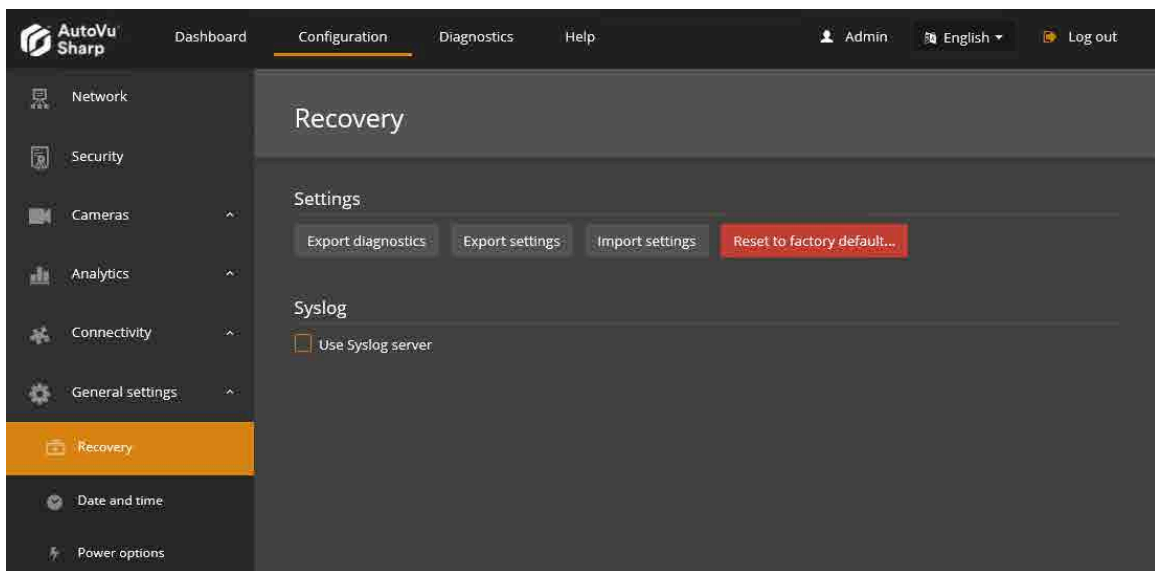 AutoVu
Sharp
Dashboard
Configuration
Diagnostics
Help
Admin
English
Log out
Network
Security
Cameras
Analytics
Connectivity
General settings
Recovery
Date and time
Power options
Recovery
Settings
Export diagnostics
Export settings
Import settings
Reset to factory default...
Syslog
Use Syslog server